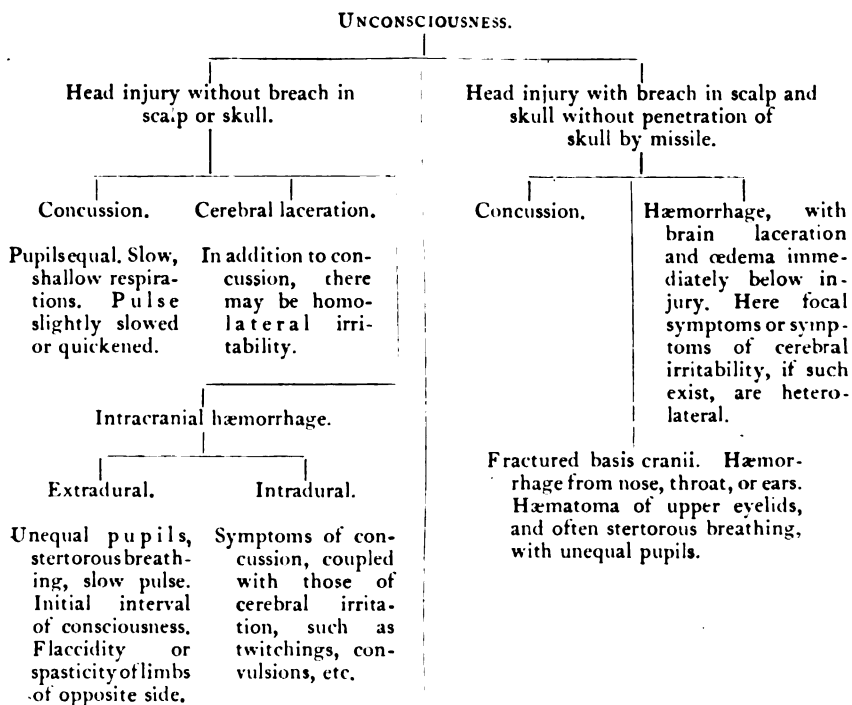 UNCONSCIOUSNESS.
Head injury without breach in
scalp or skull.
Concussion.
Pupils equal. Slow,
shallow respira-
tions. Pulse
slightly slowed
or quickened.
Cerebral laceration.
In addition to con-
cussion, there
may be homo-
lateral irri-
tability.
Intracranial hæmorrhage.
Extradural.
Unequal pupils,
stertorous breath-
ing, slow pulse.
Initial interval
of consciousness.
Flaccidity or
spasticity of limbs
of opposite side.
Intradural.
Symptoms of con-
cussion, coupled
with those of
cerebral irrita-
tion, such as
twitchings, con-
vulsions, etc.
Head injury with breach in scalp and
skull without penetration of
skull by missile.
Concussion.
Hæmorrhage, with
brain laceration
and œdema imme-
diately below in-
jury. Here focal
symptoms or symp-
toms of cerebral
irritability, if such
exist, are hetero-
lateral.
Fractured basis cranii. Hæmor-
rhage from nose, throat, or ears.
Hæmatoma of upper eyelids,
and often stertorous breathing,
with unequal pupils.